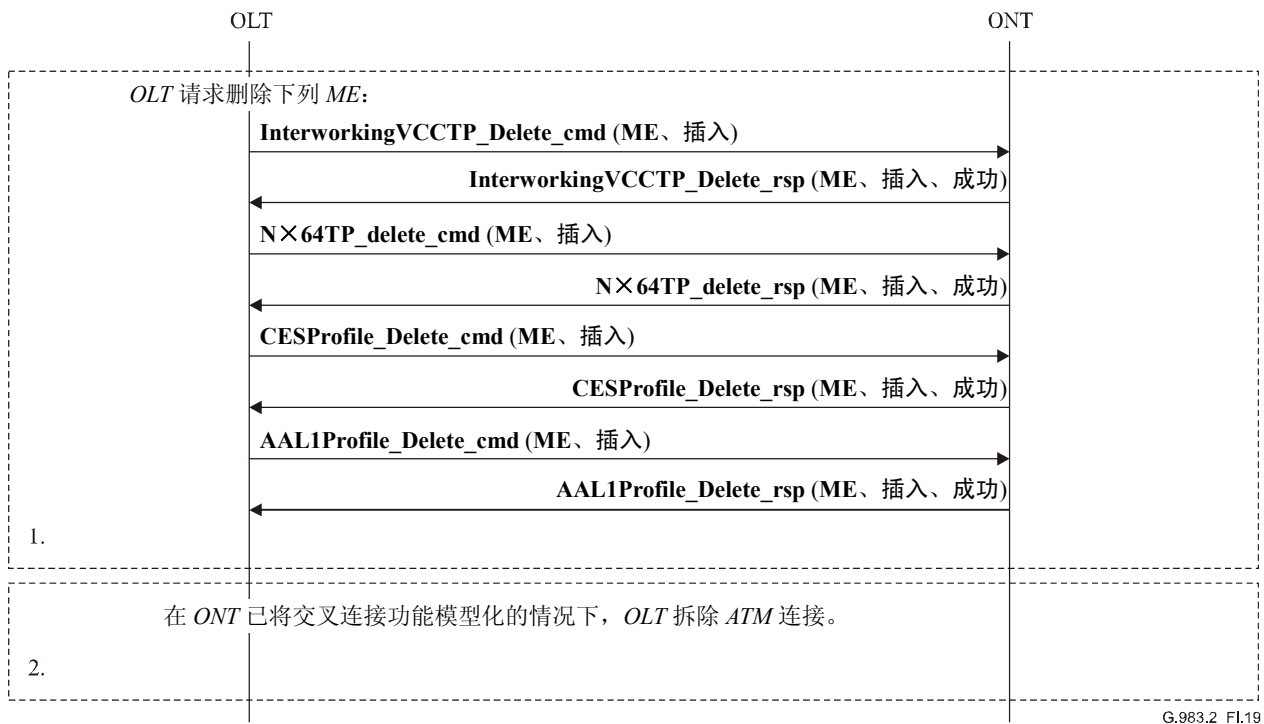 OLT
ONT
OLT 请求删除下列 ME：
InterworkingVCCTP_Delete_cmd (ME、插入)
InterworkingVCCTP_Delete_rsp (ME、插入、成功)
N×64TP_delete_cmd (ME、插入)
N×64TP_delete_rsp (ME、插入、成功)
CESProfile_Delete_cmd (ME、插入)
CESProfile_Delete_rsp (ME、插入、成功)
AAL1Profile_Delete_cmd (ME、插入)
AAL1Profile_Delete_rsp (ME、插入、成功)
1.
在 ONT 已将交叉连接功能模型化的情况下，OLT 拆除 ATM 连接。
2.
G.983.2_FI.19